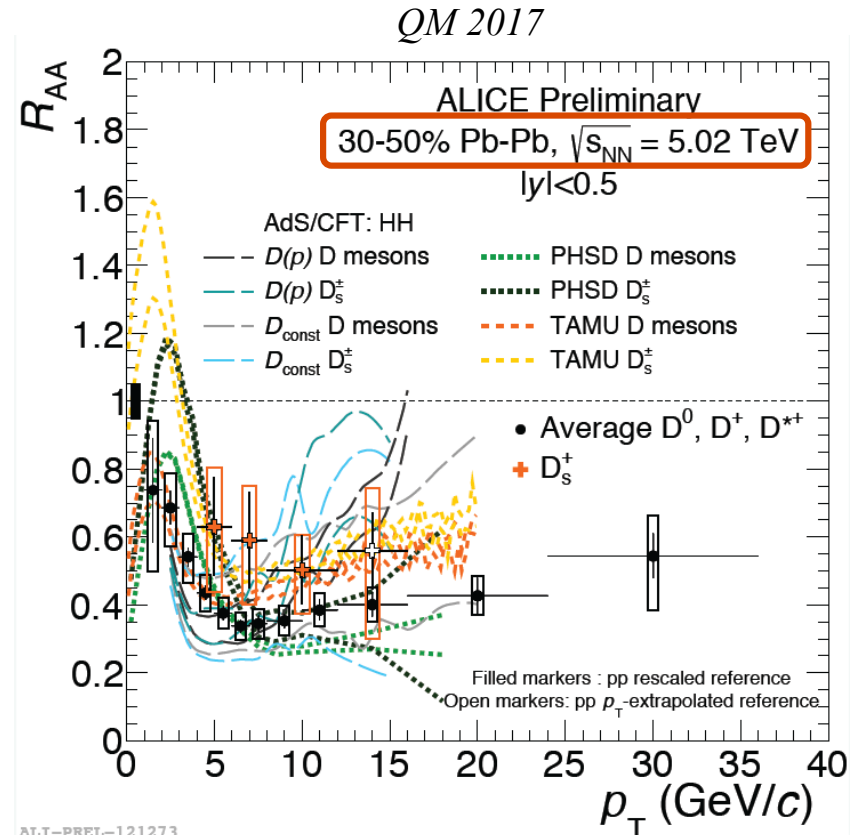 QM 2017
R_AA
ALICE Preliminary
30-50% Pb-Pb, √s_NN = 5.02 TeV
|y|<0.5
AdS/CFT: HH
D(p) D mesons
D(p) D_s^±
D_const D mesons
D_const D_s^±
PHSD D mesons
PHSD D_s^±
TAMU D mesons
TAMU D_s^±
Average D^0, D^+, D^*+
D_s^+
Filled markers : pp rescaled reference
Open markers: pp p_T-extrapolated reference
2
1.8
1.6
1.4
1.2
1
0.8
0.6
0.4
0.2
0
0 5 10 15 20 25 30 35 40
p_T (GeV/c)
ALI-PREL-121273